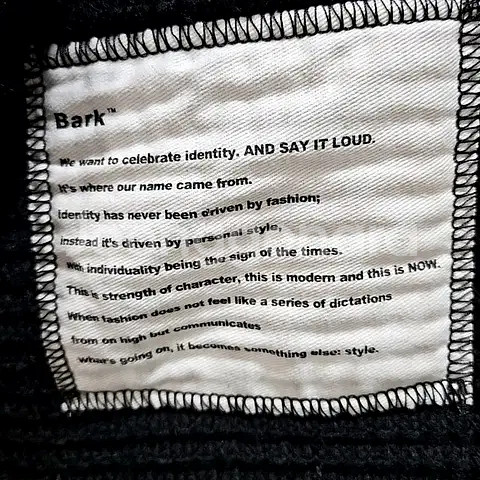 Bark™
We want to celebrate identity. AND SAY IT LOUD.
It's where our name came from.
Identity has never been driven by fashion;
instead it's driven by personal style,
With individuality being the sign of the times.
This is strength of character, this is modern and this is NOW.
When fashion does not feel like a series of dictations
from on high but communicates
what's going on, it becomes something else: style.